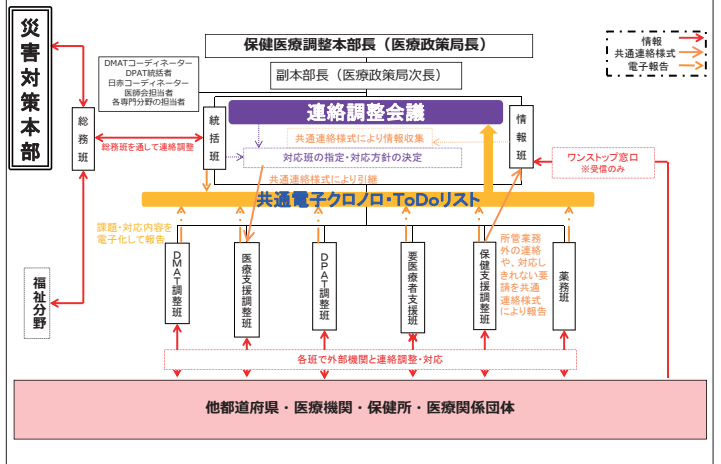 災害対策本部
保健医療調整本部長（医療政策局長）
副本部長（医療政策局次長）
情報
共通連絡様式
電子報告
DMATコーディネーター
DPAT統括者
日赤コーディネーター
医師会担当者
各専門分野の担当者
総務班
統括班
情報班
連絡調整会議
共通連絡様式により情報収集
対応班の指定・対応方針の決定
総務班を通して連絡調整
ワンストップ窓口
※受信のみ
共通連絡様式により引継
共通電子クロノロ・ToDoリスト
課題・対応内容を
電子化して報告
DMAT調整班
医療支援調整班
DPAT調整班
要医療者支援班
保健支援調整班
所管業務
外の連絡
や、対応し
きれない要
請を共通
連絡様式
により報告
薬務班
福祉分野
各班で外部機関と連絡調整・対応
他都道府県・医療機関・保健所・医療関係団体